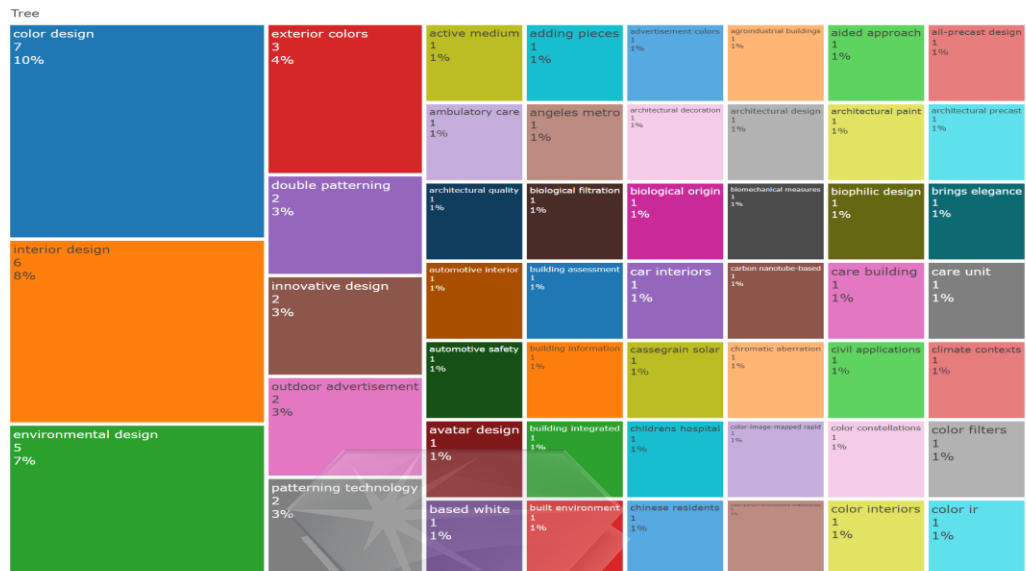 Tree
color design
7
10%
interior design
6
8%
environmental design
5
7%
exterior colors
3
4%
double patterning
2
3%
innovative design
2
3%
outdoor advertisement
2
3%
patterning technology
2
3%
active medium
1
1%
adding pieces
1
1%
advertisement colors
1
1%
agroindustrial buildings
1
1%
aided approach
1
1%
all-precast design
1
1%
ambulatory care
1
1%
angeles metro
1
1%
architectural decoration
1
1%
architectural design
1
1%
architectural paint
1
1%
architectural precast
1
1%
architectural quality
1
1%
biological filtration
1
1%
biological origin
1
1%
biomechanical measures
1
1%
biophilic design
1
1%
brings elegance
1
1%
automotive interior
1
1%
building assessment
1
1%
car interiors
1
1%
carbon nanotube-based
1
1%
care building
1
1%
care unit
1
1%
automotive safety
1
1%
building information
1
1%
cassegrain solar
1
1%
chromatic aberration
1
1%
civil applications
1
1%
climate contexts
1
1%
avatar design
1
1%
building integrated
1
1%
childrens hospital
1
1%
color-image-mapped rapid
1
1%
color constellations
1
1%
color filters
1
1%
based white
1
1%
built environment
1
1%
chinese residents
1
1%
1
1%
color interiors
1
1%
color ir
1
1%